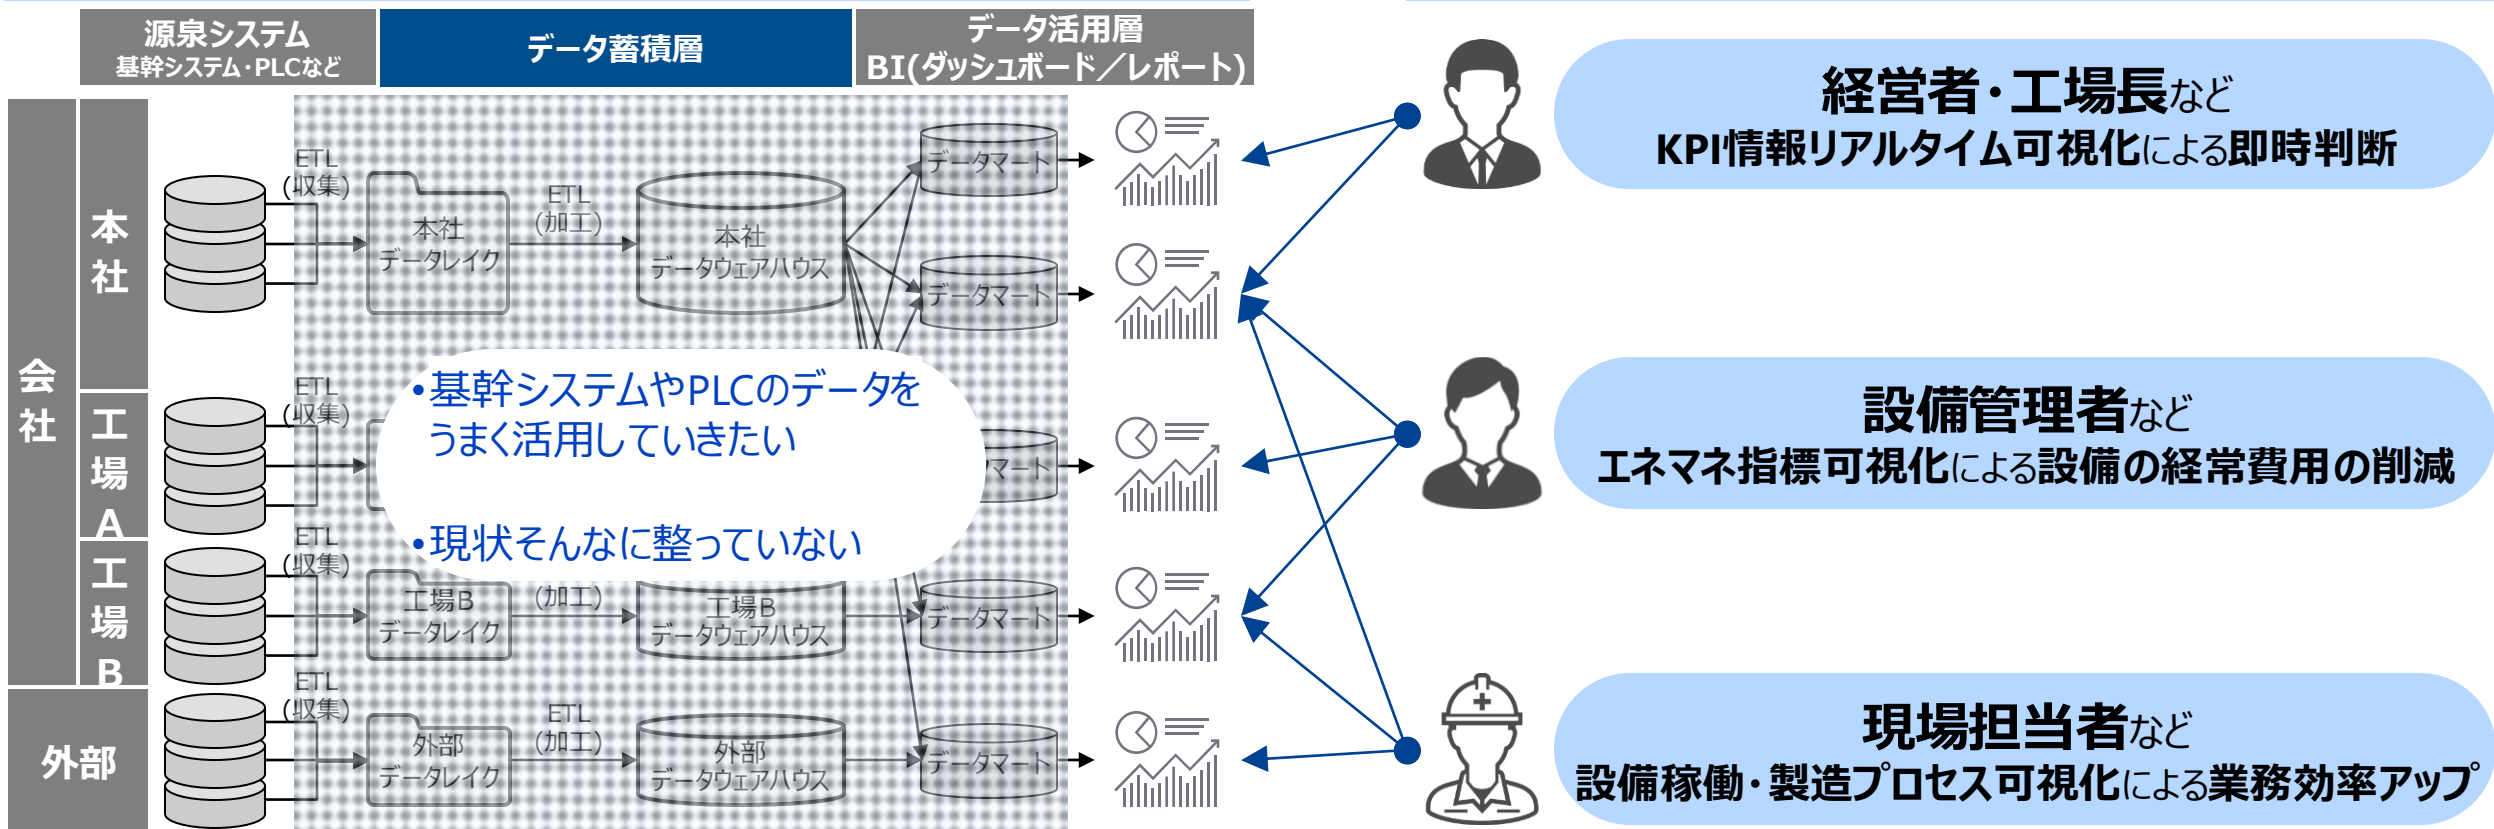 源泉システム
基幹システム・PLCなど
データ蓄積層
データ活用層
BI(ダッシュボード／レポート)
会社
本社
工場A
工場B
外部
ETL
(収集)
本社
データレイク
ETL
(加工)
本社
データウェアハウス
データマート
データマート
ETL
(収集)
•基幹システムやPLCのデータを
うまく活用していきたい
•現状そんなに整っていない
マート
ETL
(収集)
工場B
データレイク
(加工)
工場B
データウェアハウス
データマート
ETL
(収集)
外部
データレイク
ETL
(加工)
外部
データウェアハウス
データマート
経営者・工場長など
KPI情報リアルタイム可視化による即時判断
設備管理者など
エネマネ指標可視化による設備の経常費用の削減
現場担当者など
設備稼働・製造プロセス可視化による業務効率アップ